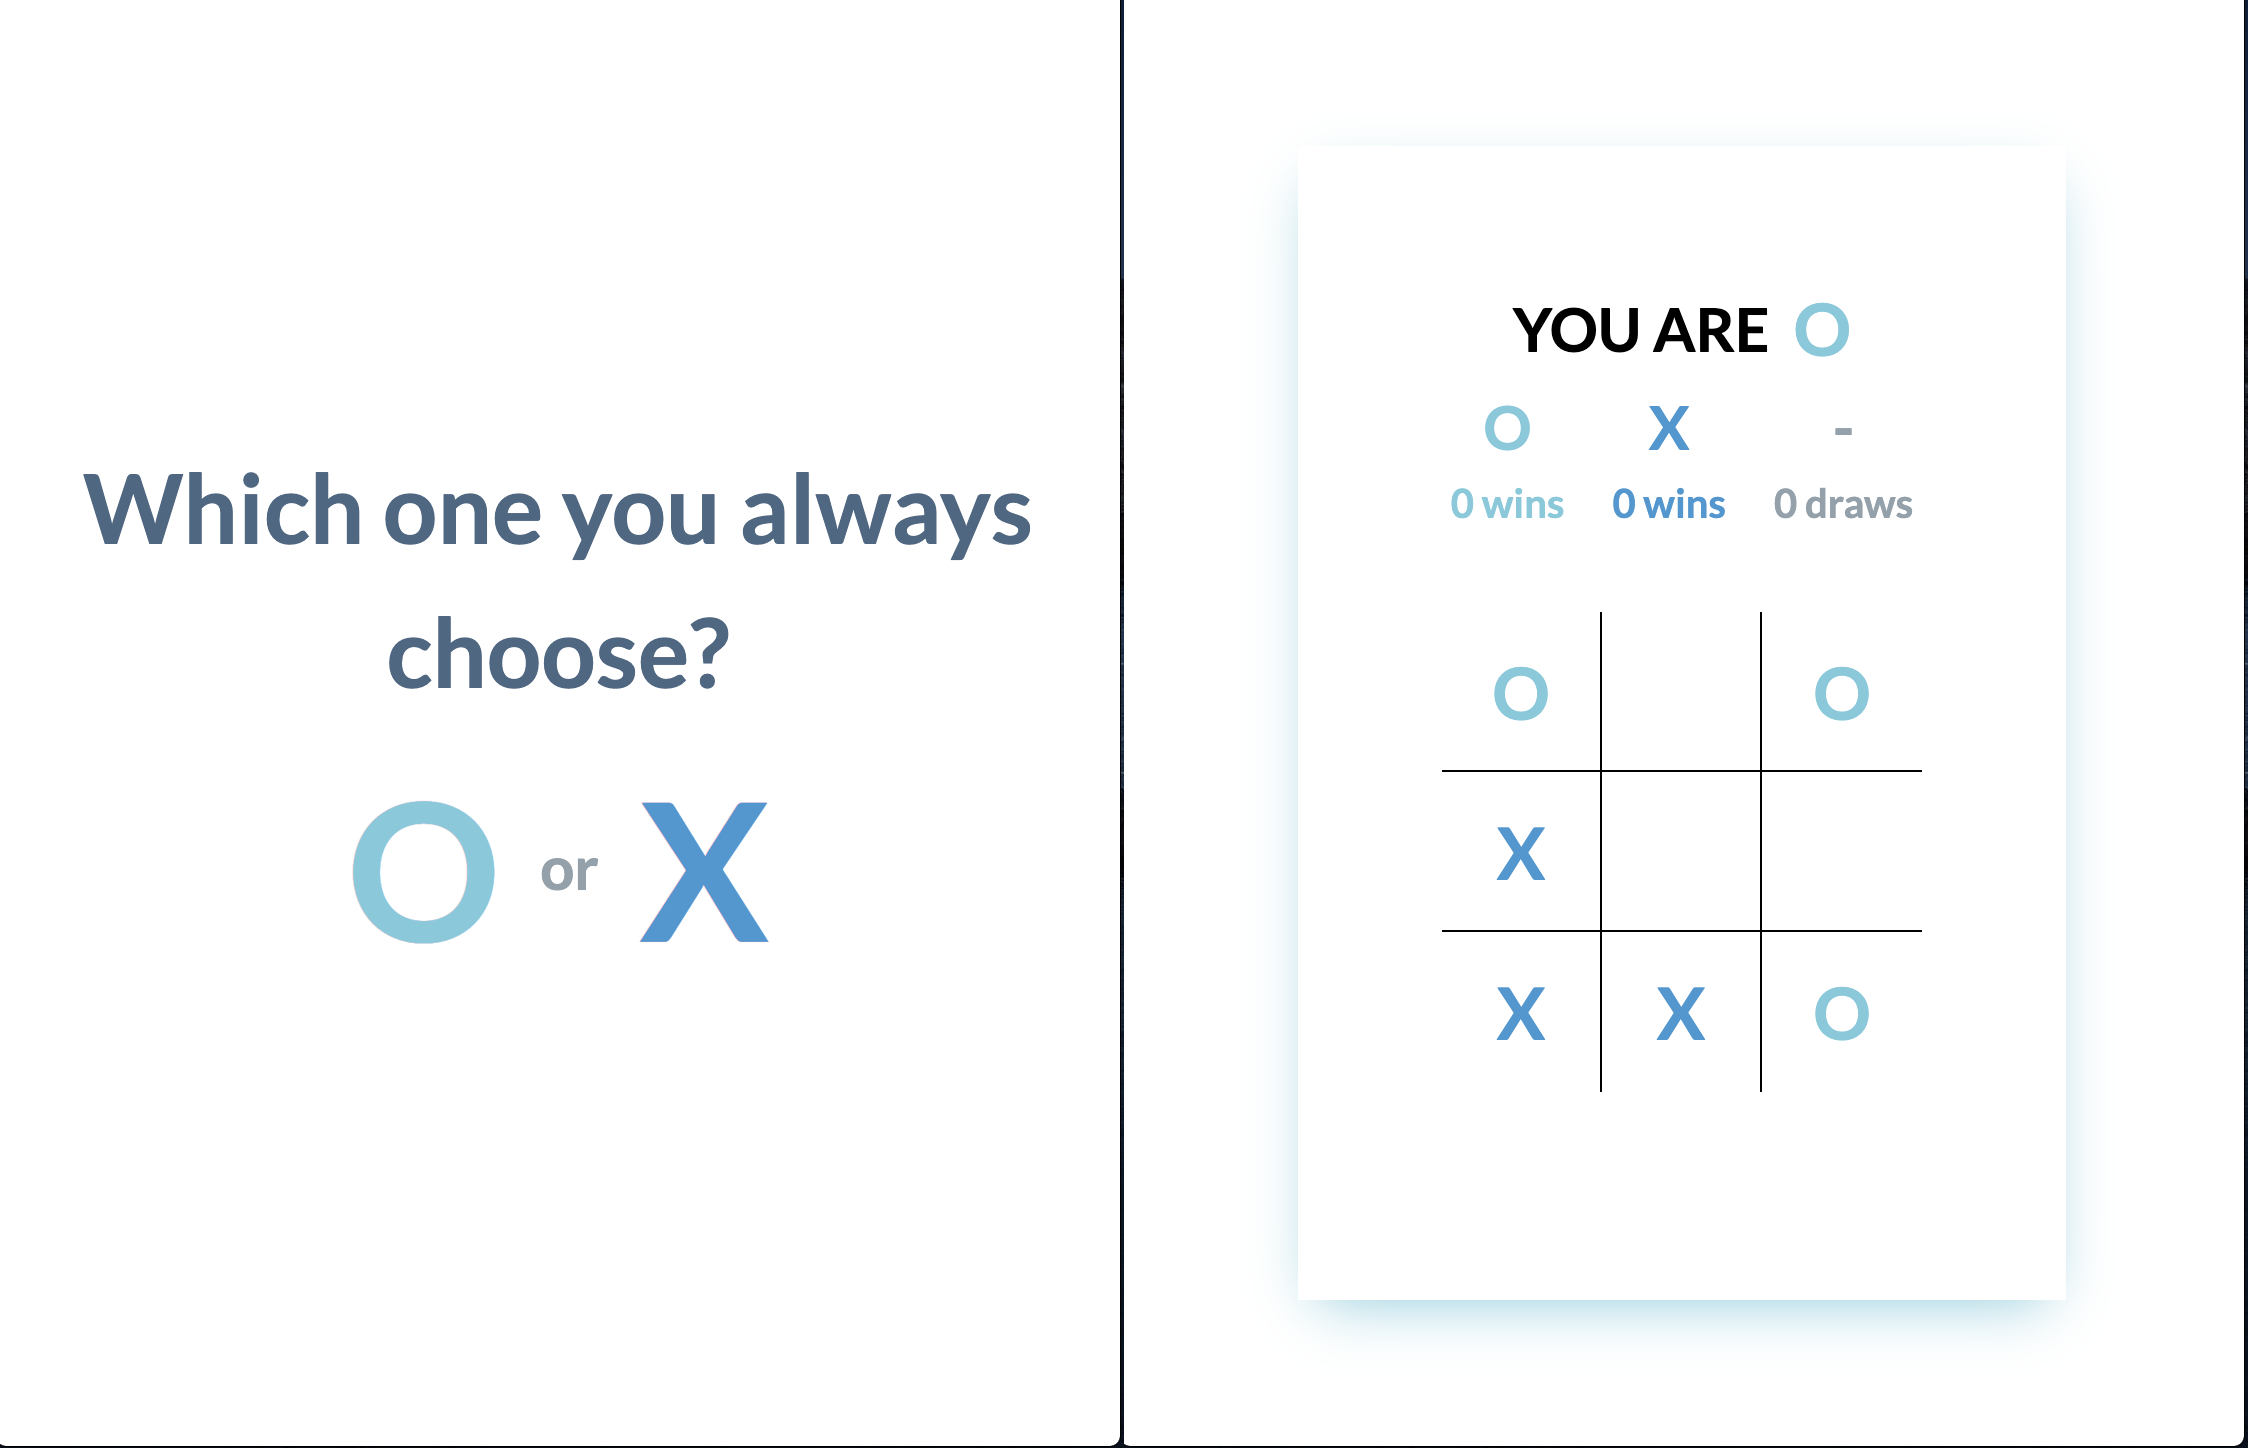 Which one you always
choose?
O or X
YOU ARE O
O X -
0 wins 0 wins 0 draws
O O
X
X X O